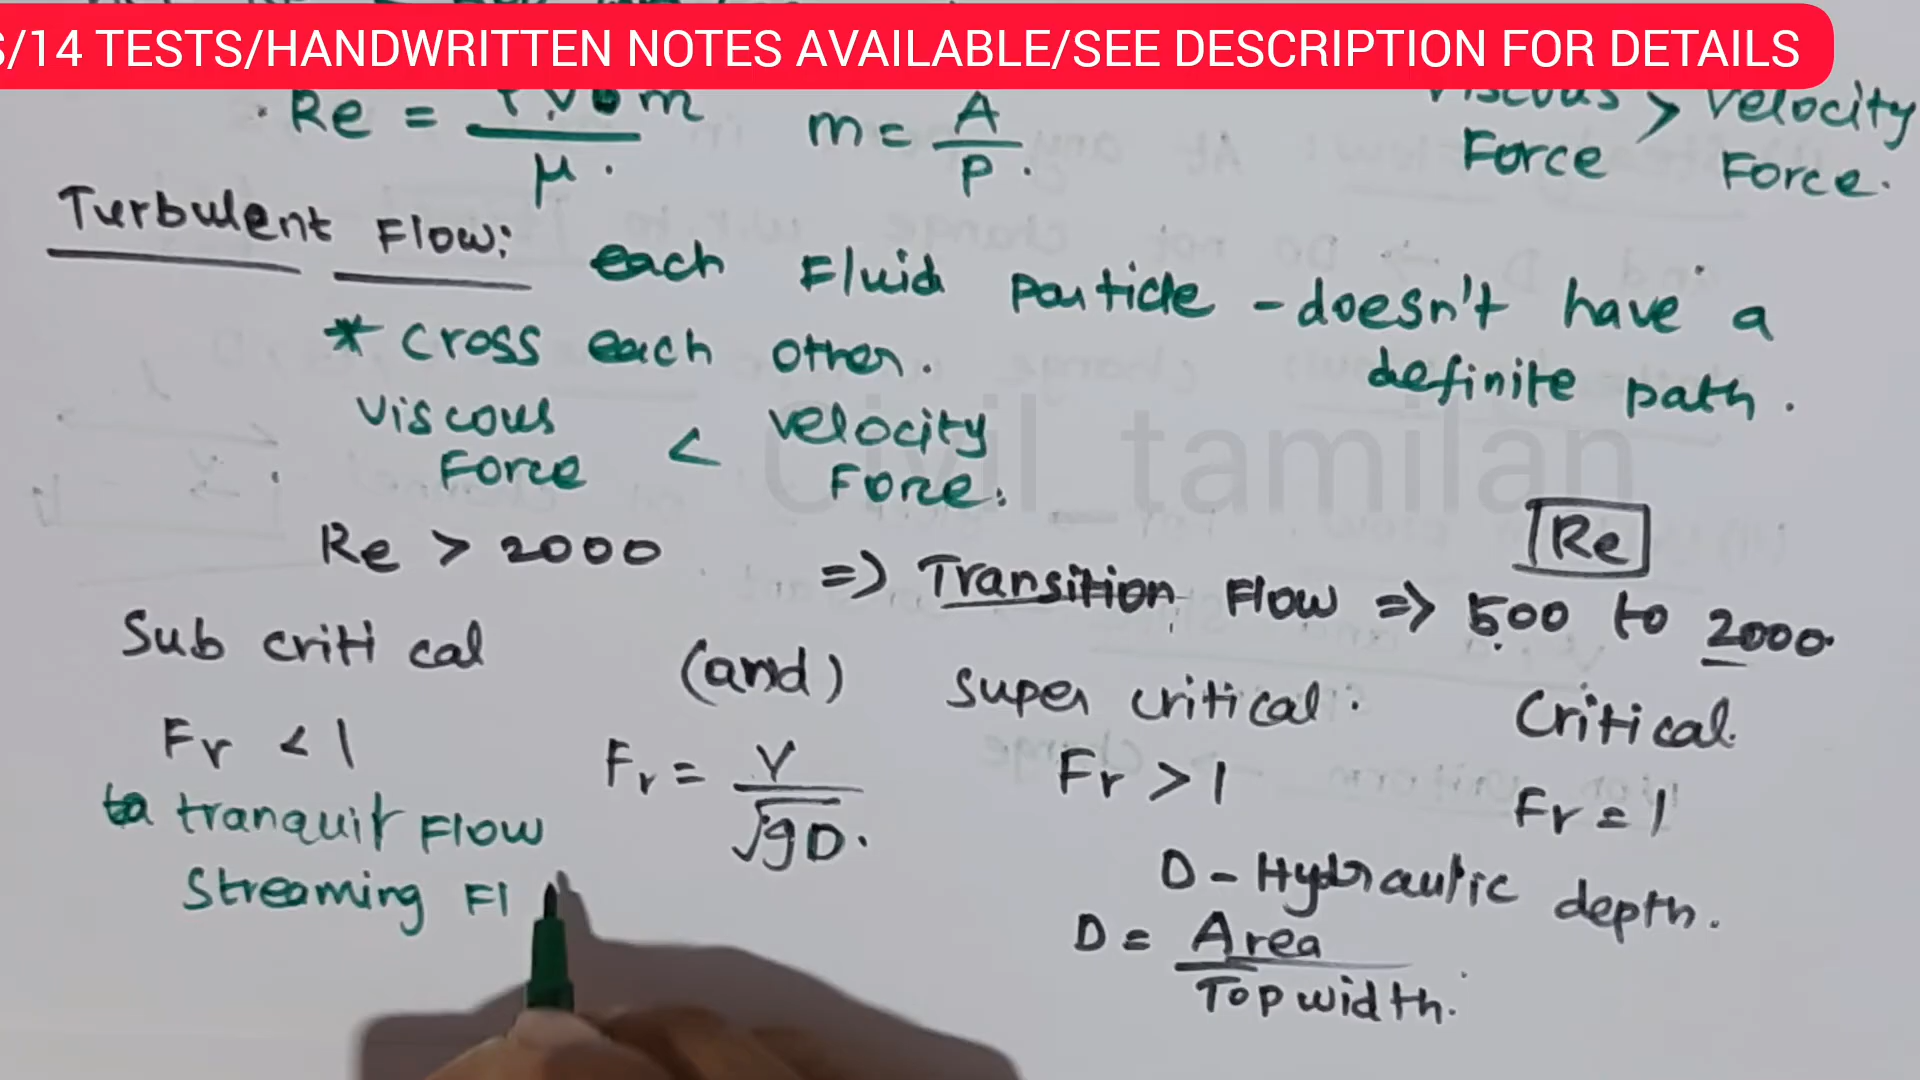 S/14 TESTS/HANDWRITTEN NOTES AVAILABLE/SEE DESCRIPTION FOR DETAILS
Re = ρ v m / μ. m = A / P.
viscous Force > velocity Force.
Turbulent Flow: each Fluid particle - doesn't have a definite path.
* cross each other.
viscous Force < velocity Force.
Civil_tamilan
Re > 2000
Re
=> Transition Flow => 500 to 2000.
Sub critical (and) super critical. Critical.
Fr < 1 Fr = V / √gD. Fr > 1 Fr = 1
ta tranquit Flow
Streaming Fl
D - Hydraulic depth.
D = Area / Top width.